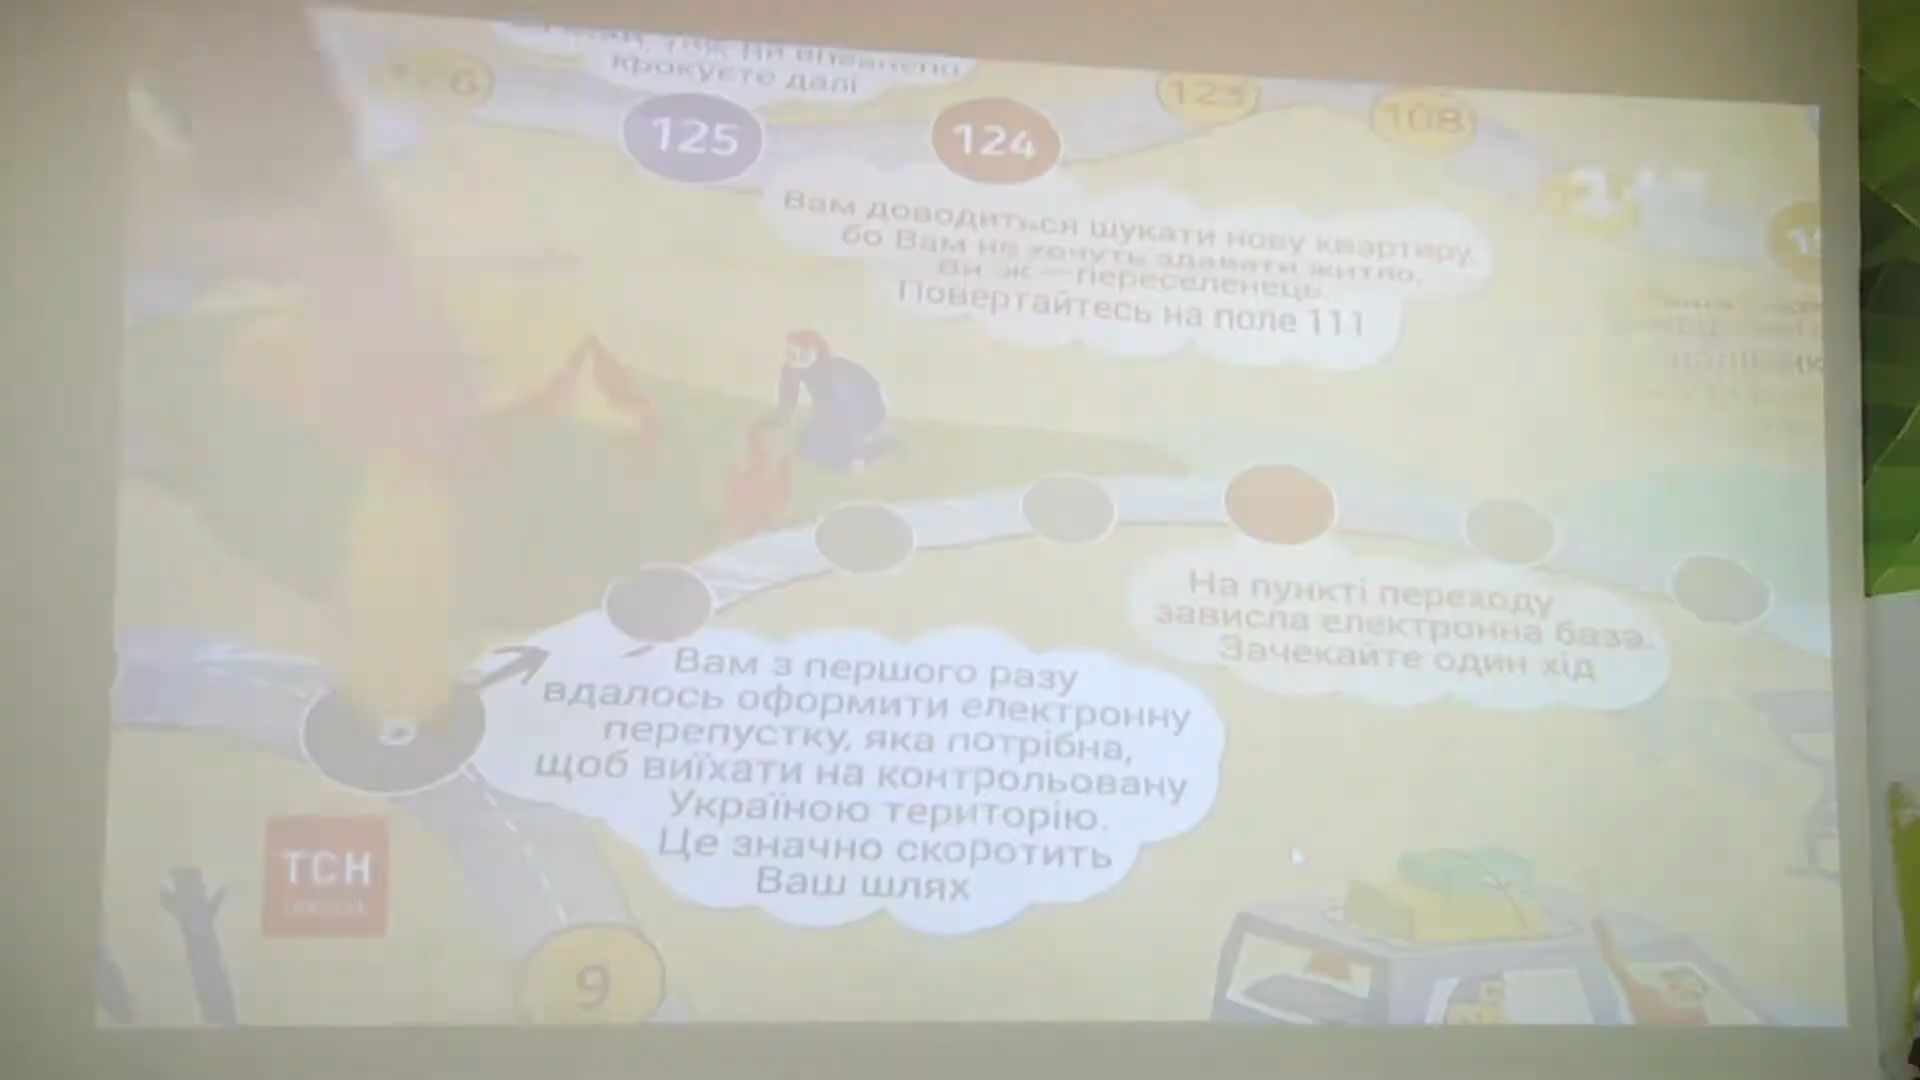 крокуєте далі
125
124
123
108
Вам доводиться шукати нову квартиру,
бо Вам не хочуть здавати житло,
Ви ж — переселенець.
Повертайтесь на поле 111
На пункті переходу
зависла електронна база.
Зачекайте один хід
Вам з першого разу
вдалось оформити електронну
перепустку, яка потрібна,
щоб виїхати на контрольовану
Україною територію.
Це значно скоротить
Ваш шлях
ТСН
9